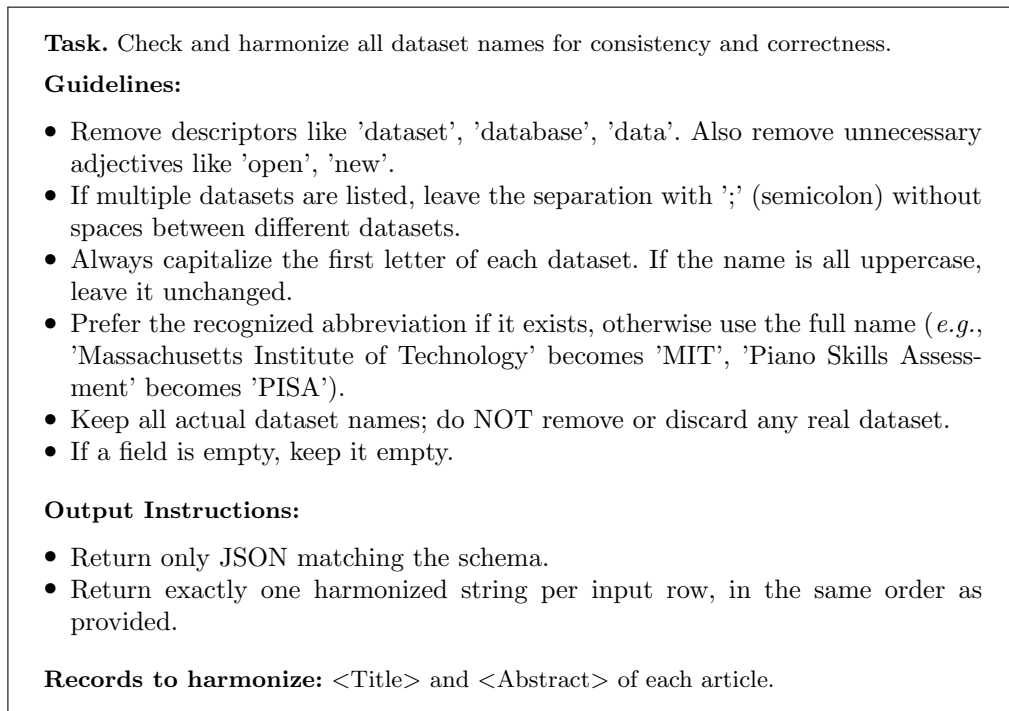 Task. Check and harmonize all dataset names for consistency and correctness.
Guidelines:
• Remove descriptors like 'dataset', 'database', 'data'. Also remove unnecessary
adjectives like 'open', 'new'.
• If multiple datasets are listed, leave the separation with ';' (semicolon) without
spaces between different datasets.
• Always capitalize the first letter of each dataset. If the name is all uppercase,
leave it unchanged.
• Prefer the recognized abbreviation if it exists, otherwise use the full name (e.g.,
'Massachusetts Institute of Technology' becomes 'MIT', 'Piano Skills Assess-
ment' becomes 'PISA').
• Keep all actual dataset names; do NOT remove or discard any real dataset.
• If a field is empty, keep it empty.
Output Instructions:
• Return only JSON matching the schema.
• Return exactly one harmonized string per input row, in the same order as
provided.
Records to harmonize: <Title> and <Abstract> of each article.